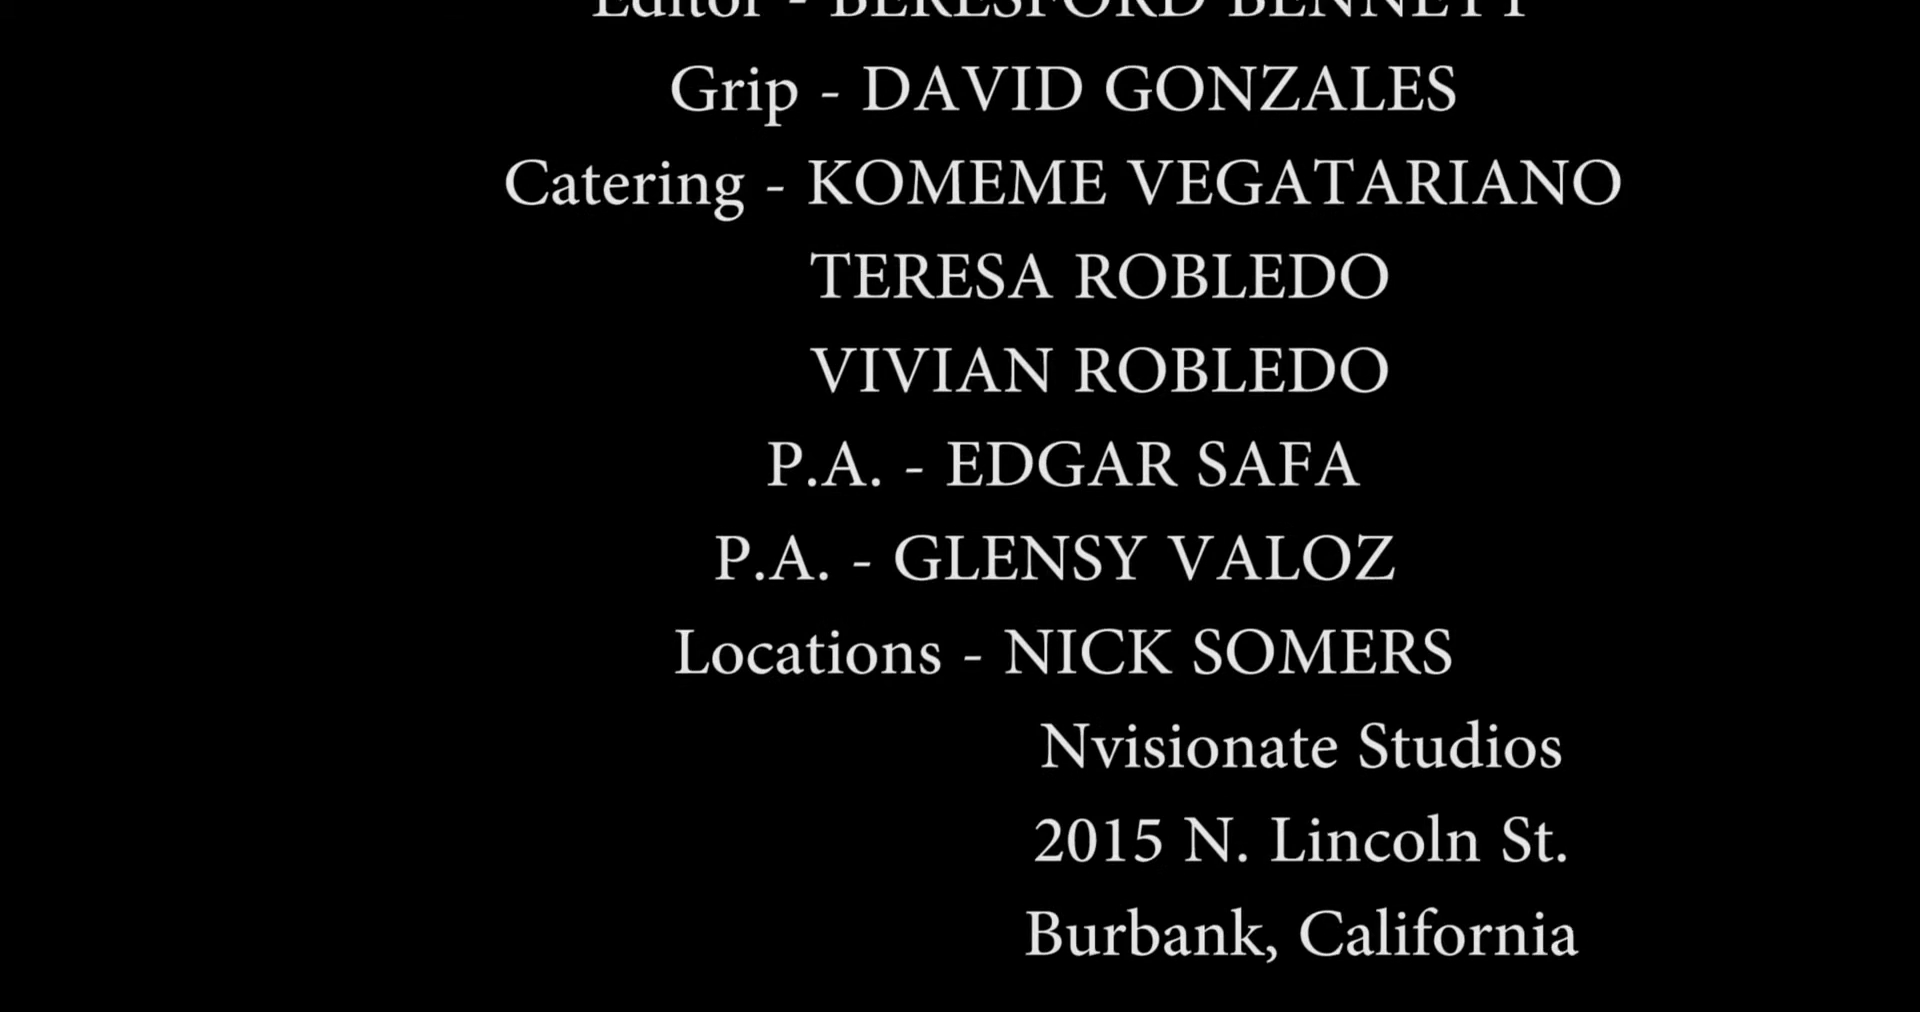 Editor - BERESFORD BENNETT
Grip - DAVID GONZALES
Catering - KOMEME VEGATARIANO
TERESA ROBLEDO
VIVIAN ROBLEDO
P.A. - EDGAR SAFA
P.A. - GLENSY VALOZ
Locations - NICK SOMERS
Nvisionate Studios
2015 N. Lincoln St.
Burbank, California